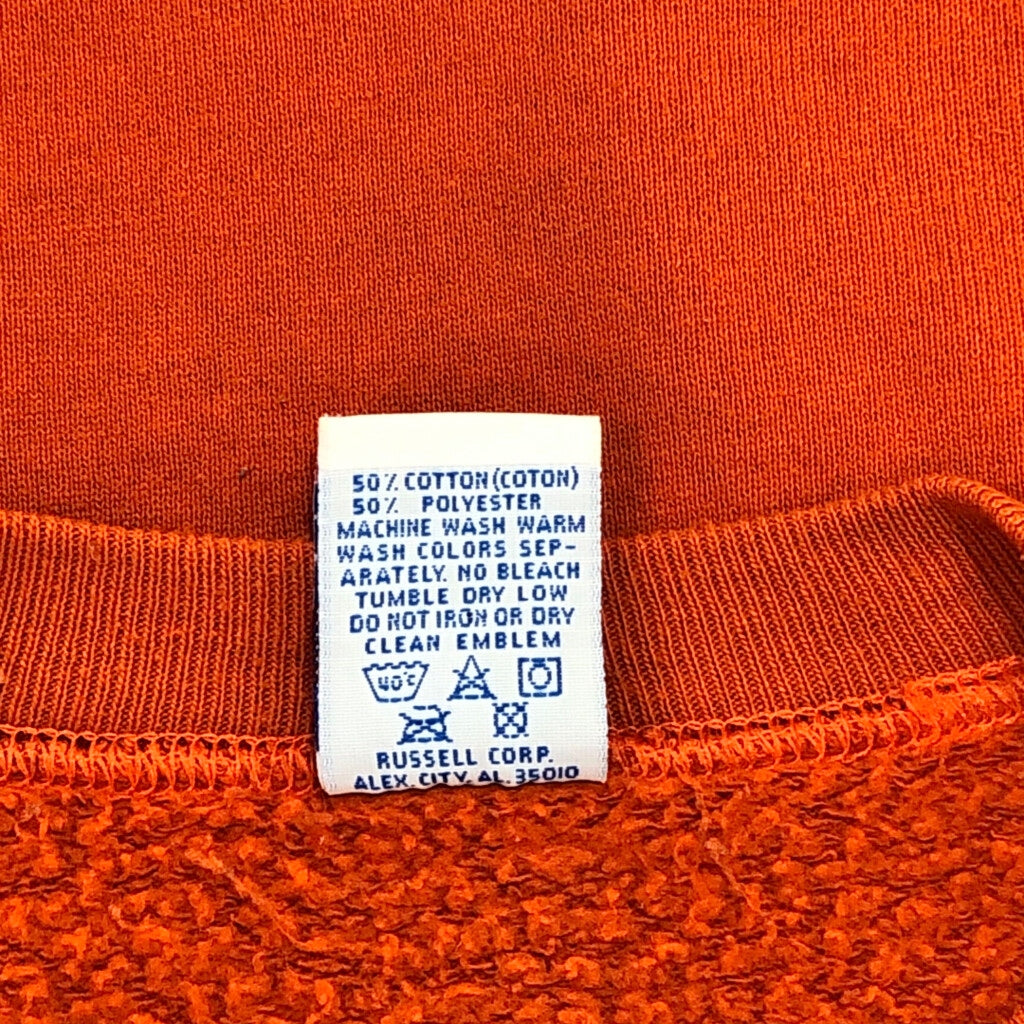 50% COTTON (COTON)
50% POLYESTER
MACHINE WASH WARM
WASH COLORS SEP-
ARATELY. NO BLEACH
TUMBLE DRY LOW
DO NOT IRON OR DRY
CLEAN EMBLEM
40°C
RUSSELL CORP.
ALEX. CITY, AL. 35010